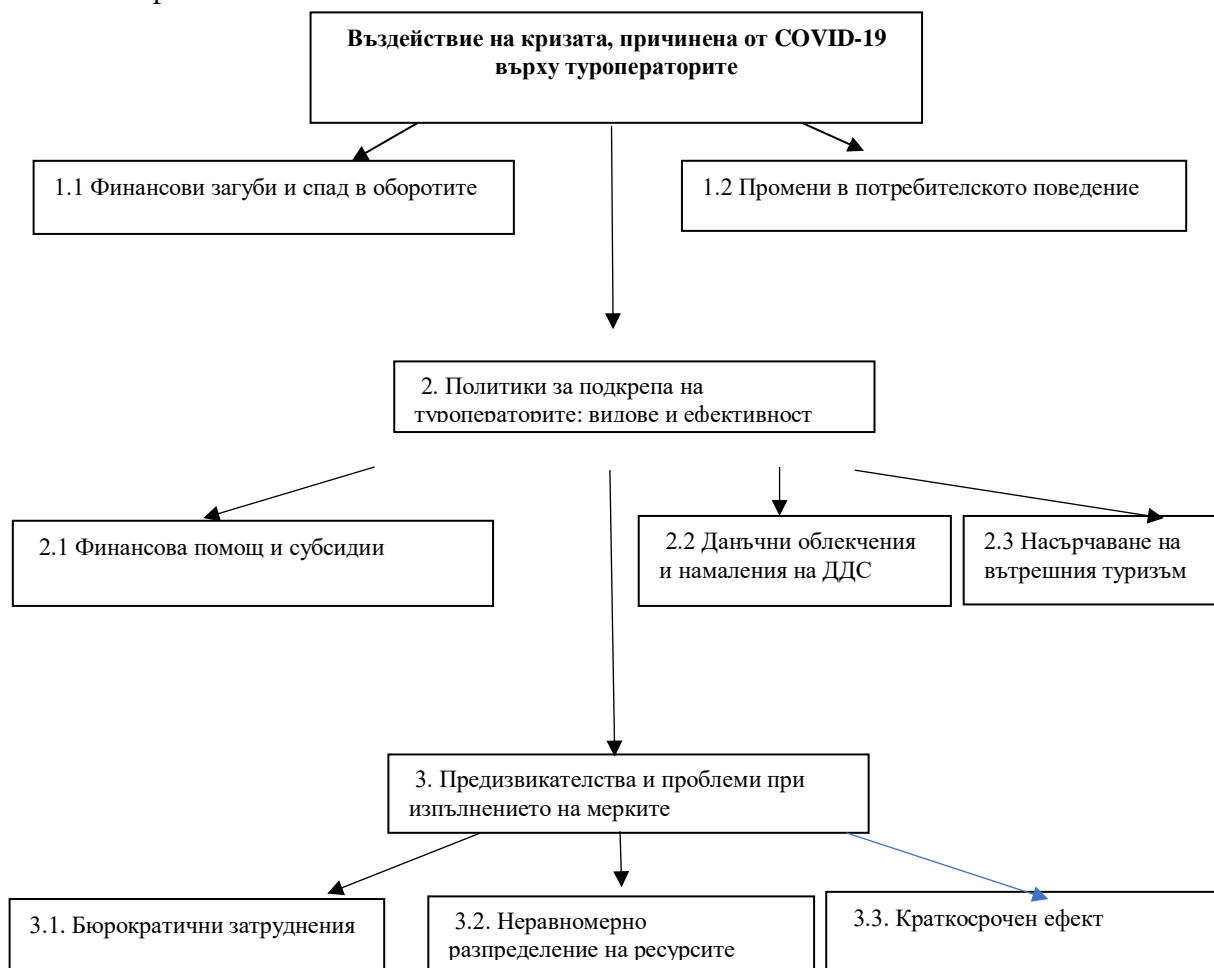 Въздействие на кризата, причинена от COVID-19
върху туроператорите
1.1 Финансови загуби и спад в оборотите
1.2 Промени в потребителското поведение
2. Политики за подкрепа на
туроператорите: видове и ефективност
2.1 Финансова помощ и субсидии
2.2 Данъчни облекчения
и намаления на ДДС
2.3 Насърчаване на
вътрешния туризъм
3. Предизвикателства и проблеми при
изпълнението на мерките
3.1. Бюрократични затруднения
3.2. Неравномерно
разпределение на ресурсите
3.3. Краткосрочен ефект